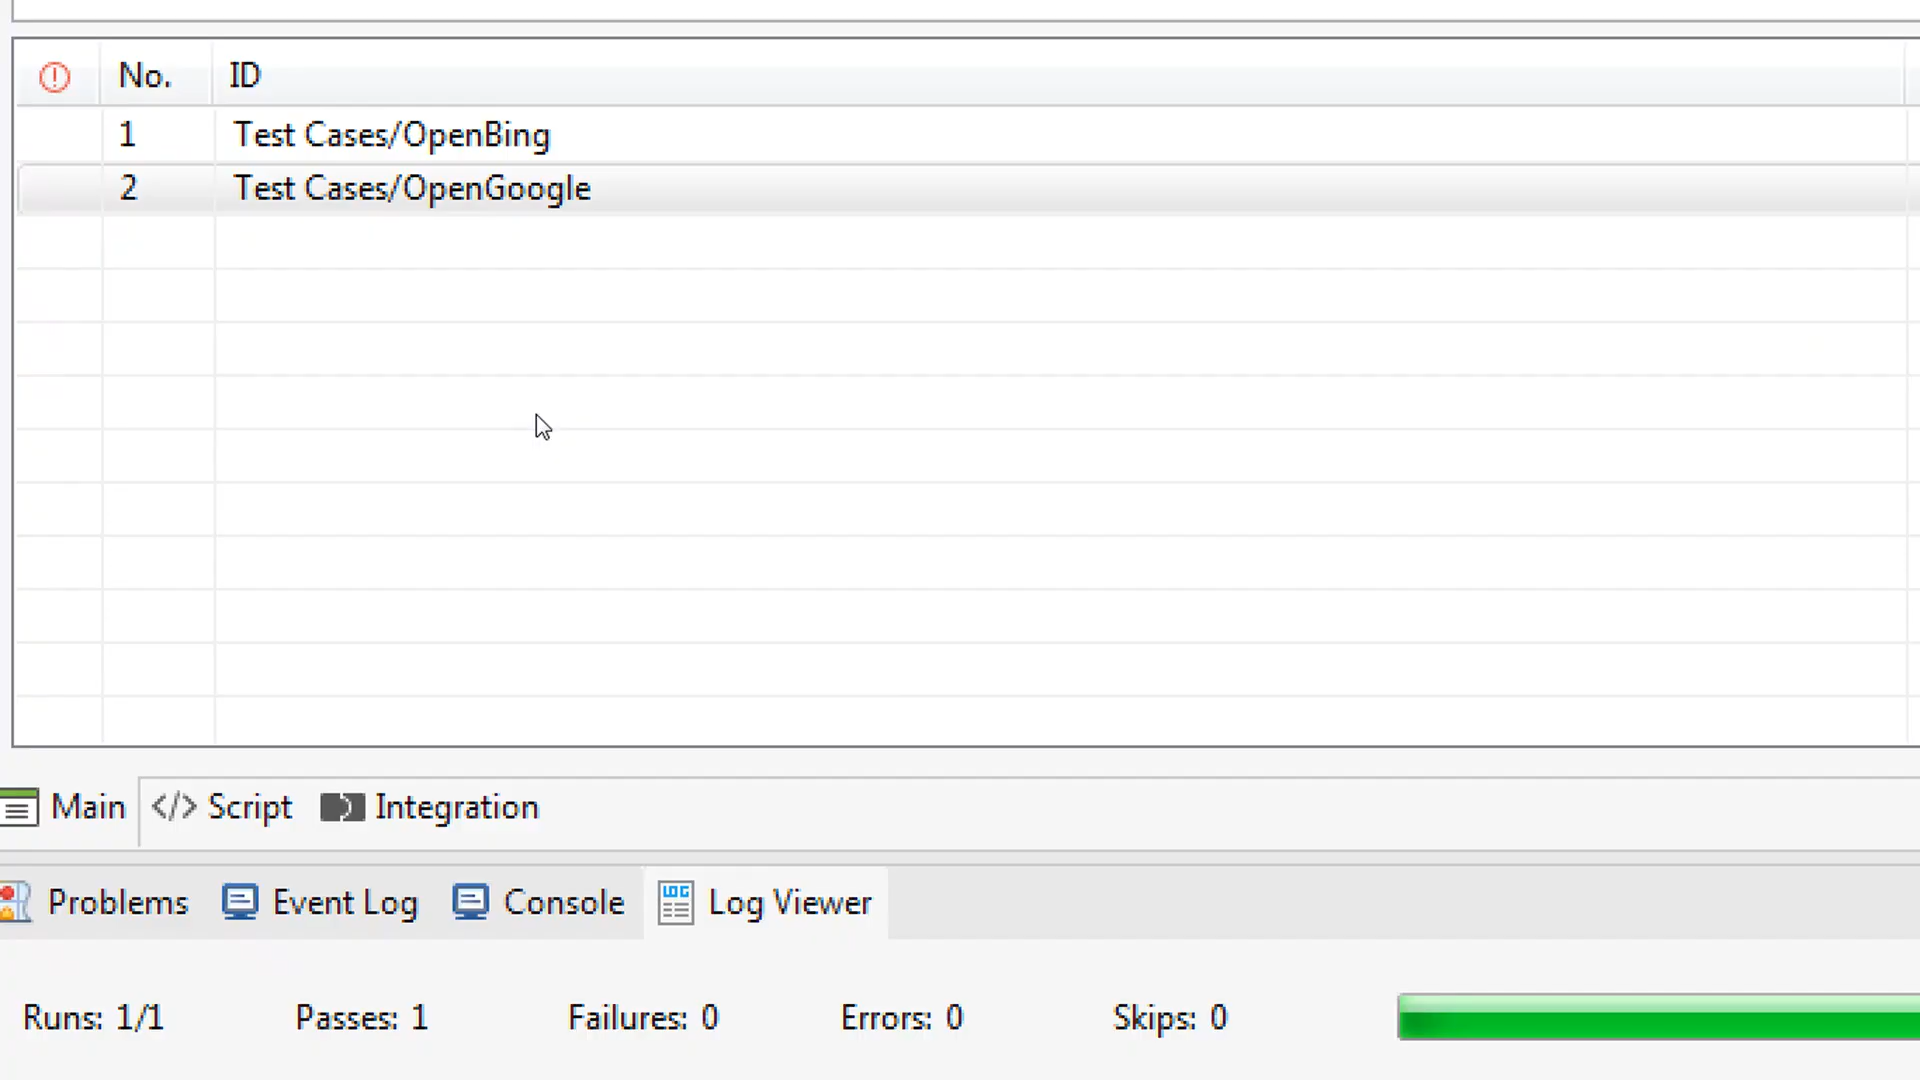 No. ID
1 Test Cases/OpenBing
2 Test Cases/OpenGoogle
Main </> Script Integration
Problems Event Log Console LOG Log Viewer
Runs: 1/1 Passes: 1 Failures: 0 Errors: 0 Skips: 0